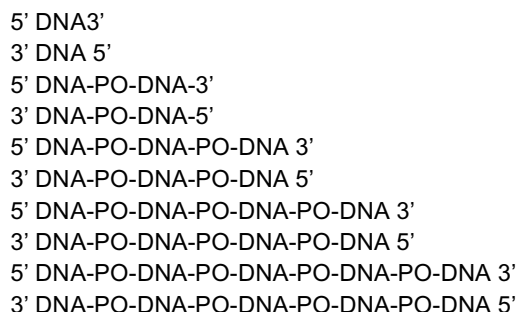 5’ DNA3’
3’ DNA 5’
5’ DNA-PO-DNA-3’
3’ DNA-PO-DNA-5’
5’ DNA-PO-DNA-PO-DNA 3’
3’ DNA-PO-DNA-PO-DNA 5’
5’ DNA-PO-DNA-PO-DNA-PO-DNA 3’
3’ DNA-PO-DNA-PO-DNA-PO-DNA 5’
5’ DNA-PO-DNA-PO-DNA-PO-DNA-PO-DNA 3’
3’ DNA-PO-DNA-PO-DNA-PO-DNA-PO-DNA 5’